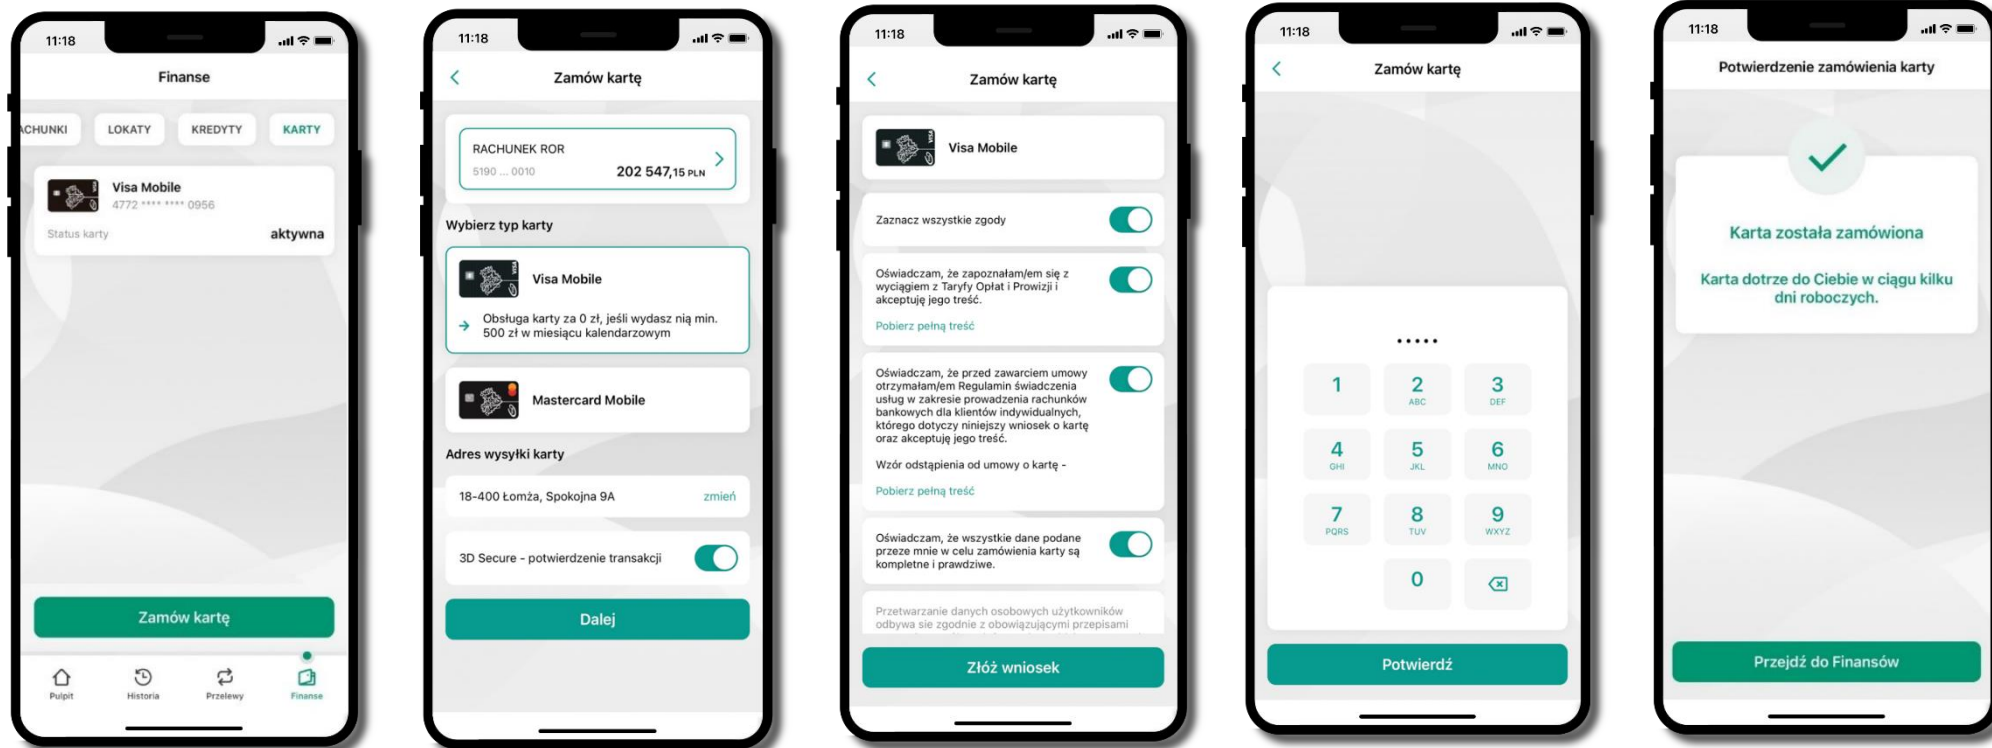 11:18
Finanse
ACHUNKI
LOKATY
KREDYTY
KARTY
VISA
Visa Mobile
4772 **** **** 0956
Status karty
aktywna
Zamów kartę
Pulpit
Historia
Przelewy
Finanse
11:18
Zamów kartę
RACHUNEK ROR
5190 ... 0010
202 547,15 PLN
Wybierz typ karty
VISA
Visa Mobile
Obsługa karty za 0 zł, jeśli wydasz nią min.
500 zł w miesiącu kalendarzowym
Mastercard Mobile
Adres wysyłki karty
18-400 Łomża, Spokojna 9A
zmień
3D Secure - potwierdzenie transakcji
Dalej
11:18
Zamów kartę
VISA
Visa Mobile
Zaznacz wszystkie zgody
Oświadczam, że zapoznałam/em się z
wyciągiem z Taryfy Opłat i Prowizji i
akceptuję jego treść.
Pobierz pełną treść
Oświadczam, że przed zawarciem umowy
otrzymałam/em Regulamin świadczenia
usług w zakresie prowadzenia rachunków
bankowych dla klientów indywidualnych,
którego dotyczy niniejszy wniosek o kartę
oraz akceptuję jego treść.
Wzór odstąpienia od umowy o kartę -
Pobierz pełną treść
Oświadczam, że wszystkie dane podane
przeze mnie w celu zamówienia karty są
kompletne i prawdziwe.
Przetwarzanie danych osobowych użytkowników
odbywa sie zgodnie z obowiązującymi przepisami
Złóż wniosek
11:18
Zamów kartę
•••••
1
2
3
ABC
DEF
4
5
6
GHI
JKL
MNO
7
8
9
PQRS
TUV
WXYZ
0
Potwierdź
11:18
Potwierdzenie zamówienia karty
Karta została zamówiona
Karta dotrze do Ciebie w ciągu kilku
dni roboczych.
Przejdź do Finansów